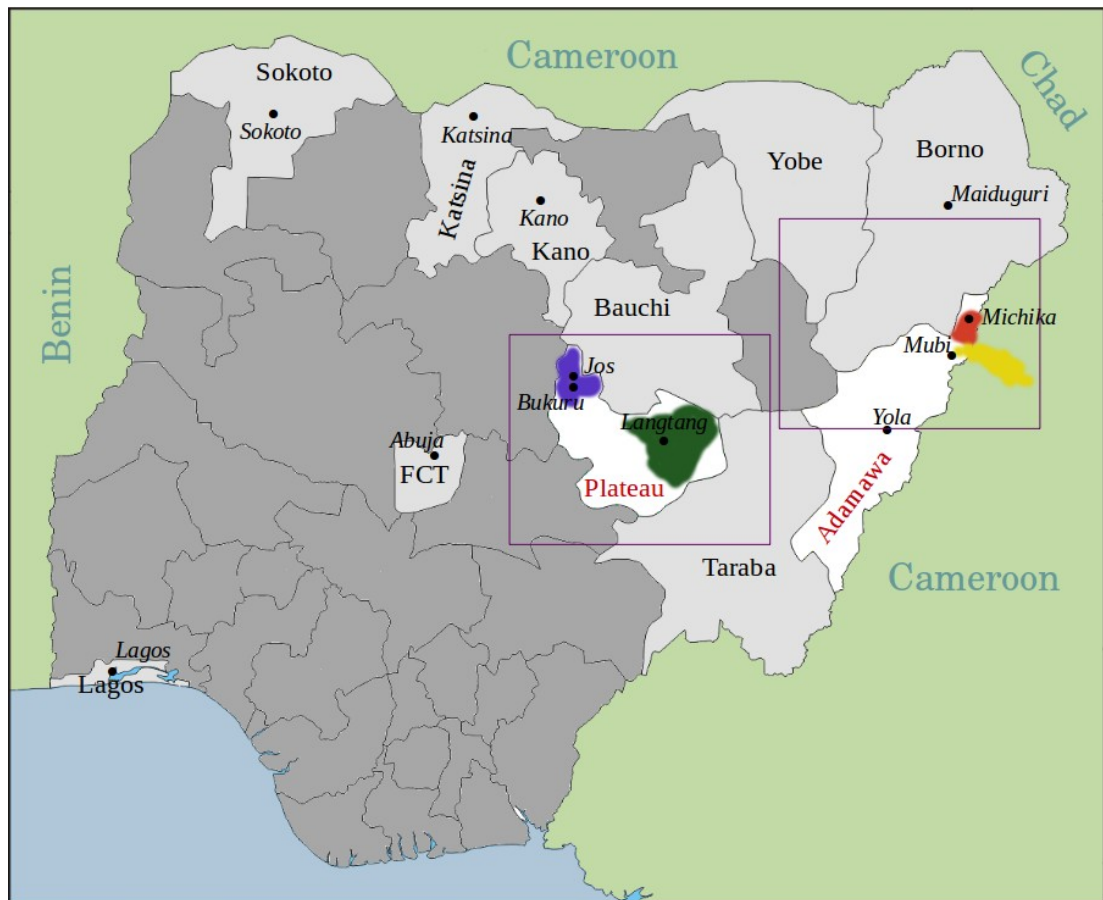 Cameroon
Chad
Sokoto
Sokoto
Katsina
Katsina
Kano
Kano
Yobe
Borno
Maiduguri
Benin
Bauchi
Michika
Mubi
Jos
Bukuru
Langtang
Yola
Abuja
FCT
Plateau
Adamawa
Taraba
Cameroon
Lagos
Lagos